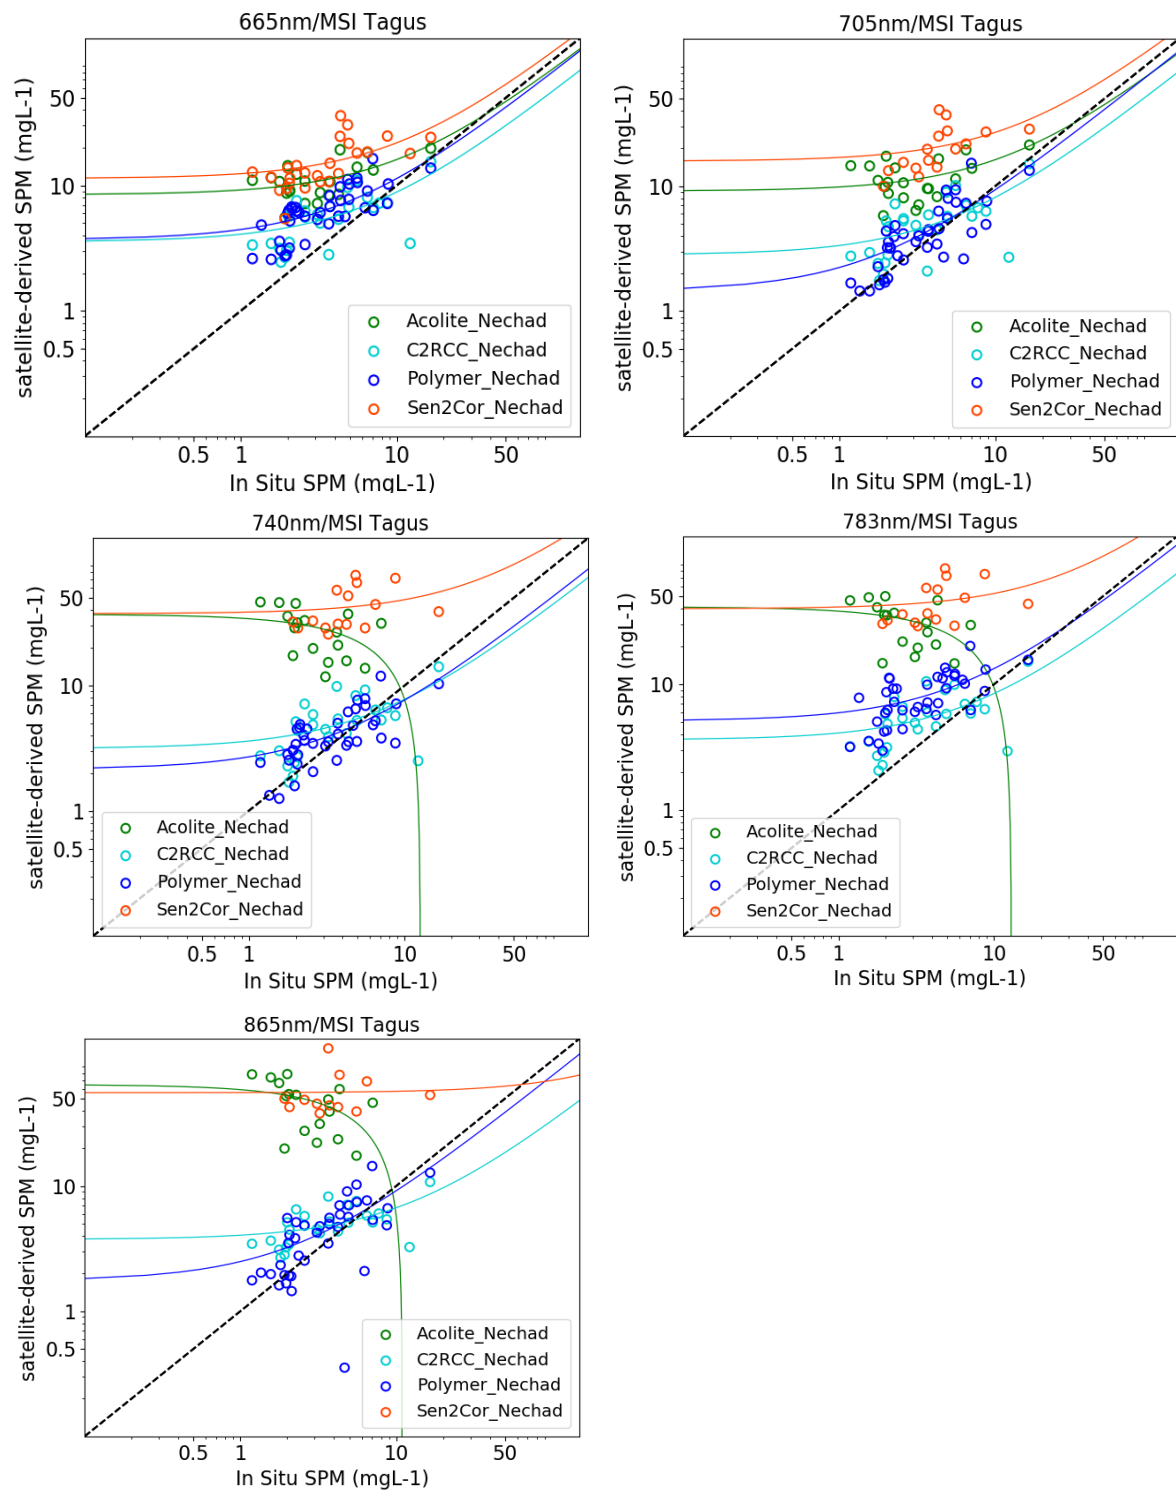 665nm/MSI Tagus
satellite-derived SPM (mgL-1)
50
10
1
0.5
Acolite_Nechad
C2RCC_Nechad
Polymer_Nechad
Sen2Cor_Nechad
0.5 1 10 50
In Situ SPM (mgL-1)
705nm/MSI Tagus
satellite-derived SPM (mgL-1)
50
10
1
0.5
Acolite_Nechad
C2RCC_Nechad
Polymer_Nechad
Sen2Cor_Nechad
0.5 1 10 50
In Situ SPM (mgL-1)
740nm/MSI Tagus
satellite-derived SPM (mgL-1)
50
10
1
0.5
Acolite_Nechad
C2RCC_Nechad
Polymer_Nechad
Sen2Cor_Nechad
0.5 1 10 50
In Situ SPM (mgL-1)
783nm/MSI Tagus
satellite-derived SPM (mgL-1)
50
10
1
0.5
Acolite_Nechad
C2RCC_Nechad
Polymer_Nechad
Sen2Cor_Nechad
0.5 1 10 50
In Situ SPM (mgL-1)
865nm/MSI Tagus
satellite-derived SPM (mgL-1)
50
10
1
0.5
Acolite_Nechad
C2RCC_Nechad
Polymer_Nechad
Sen2Cor_Nechad
0.5 1 10 50
In Situ SPM (mgL-1)